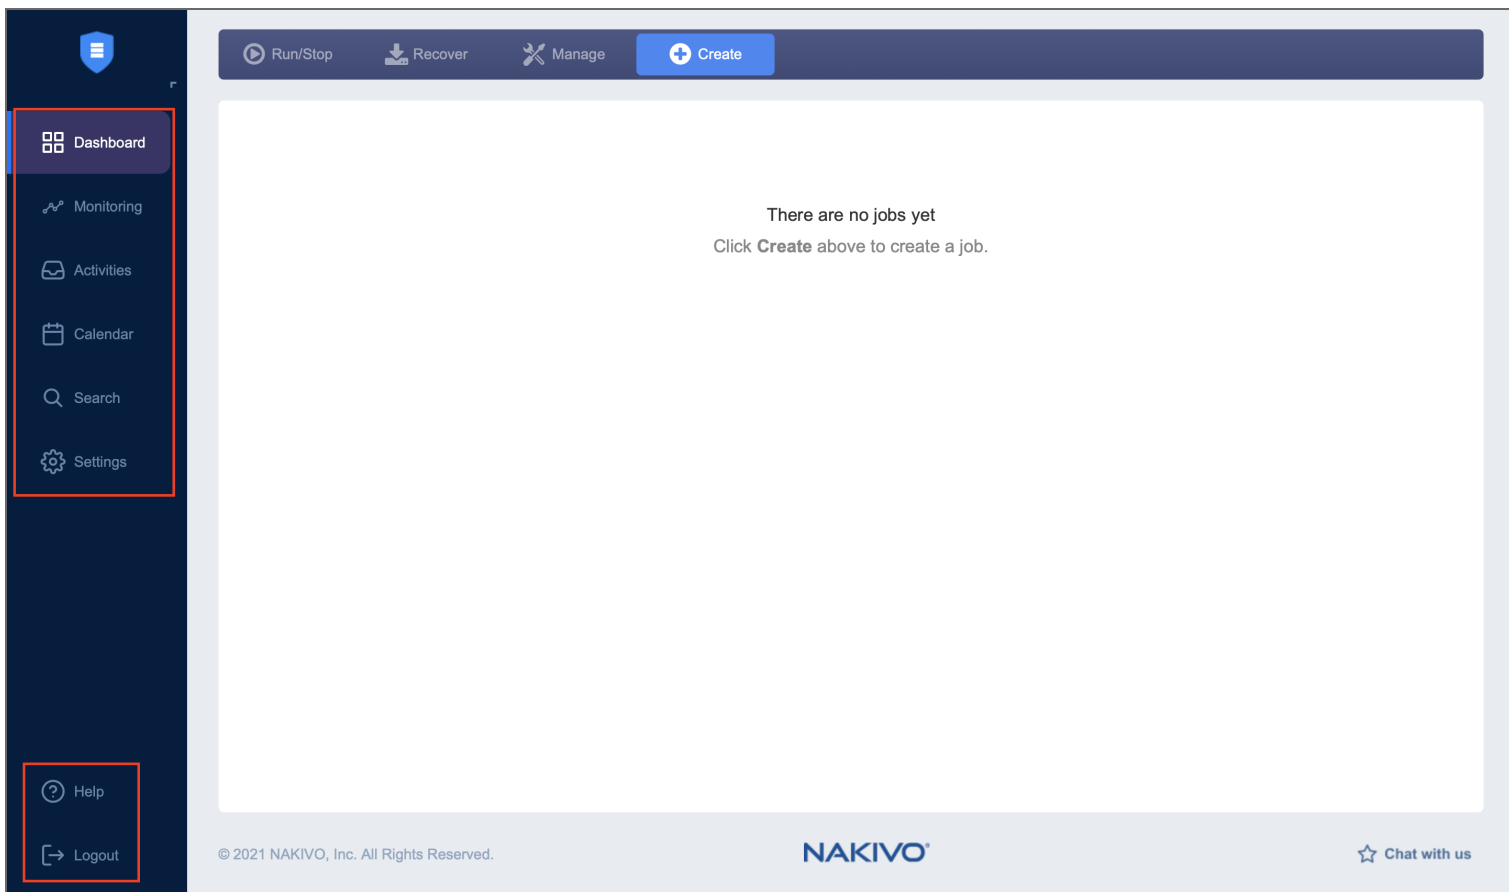 Run/Stop
Recover
Manage
Create
Dashboard
Monitoring
Activities
Calendar
Search
Settings
There are no jobs yet
Click Create above to create a job.
Help
Logout
© 2021 NAKIVO, Inc. All Rights Reserved.
NAKIVO®
Chat with us